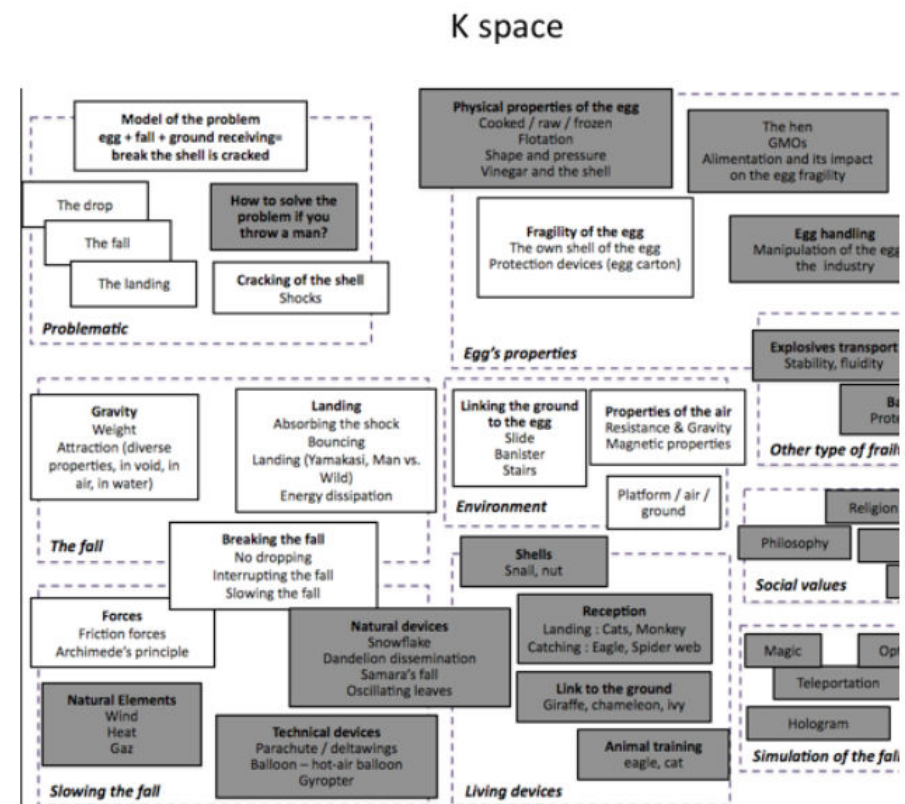 K space
Model of the problem
egg + fall + ground receiving=
break the shell is cracked
The drop
The fall
The landing
How to solve the
problem if you
throw a man?
Cracking of the shell
Shocks
Problematic
Physical properties of the egg
Cooked / raw / frozen
Flotation
Shape and pressure
Vinegar and the shell
The hen
GMOs
Alimentation and its impact
on the egg fragility
Fragility of the egg
The own shell of the egg
Protection devices (egg carton)
Egg handling
Manipulation of the egg
the industry
Egg's properties
Explosives transport
Stability, fluidity
Other type of
Gravity
Weight
Attraction (diverse
properties, in void, in
air, in water)
Landing
Absorbing the shock
Bouncing
Landing (Yamakasi, Man vs.
Wild)
Energy dissipation
Breaking the fall
No dropping
Interrupting the fall
Slowing the fall
The fall
Linking the ground
to the egg
Slide
Banister
Stairs
Properties of the air
Resistance & Gravity
Magnetic properties
Platform / air /
ground
Environment
Religion
Philosophy
Social values
Forces
Friction forces
Archimede's principle
Natural Elements
Wind
Heat
Gaz
Natural devices
Snowflake
Dandelion dissemination
Samara's fall
Oscillating leaves
Technical devices
Parachute / deltawings
Balloon – hot-air balloon
Gyropter
Slowing the fall
Shells
Snail, nut
Reception
Landing : Cats, Monkey
Catching : Eagle, Spider web
Link to the ground
Giraffe, chameleon, ivy
Animal training
eagle, cat
Living devices
Magic
Teleportation
Hologram
Simulation of the fall